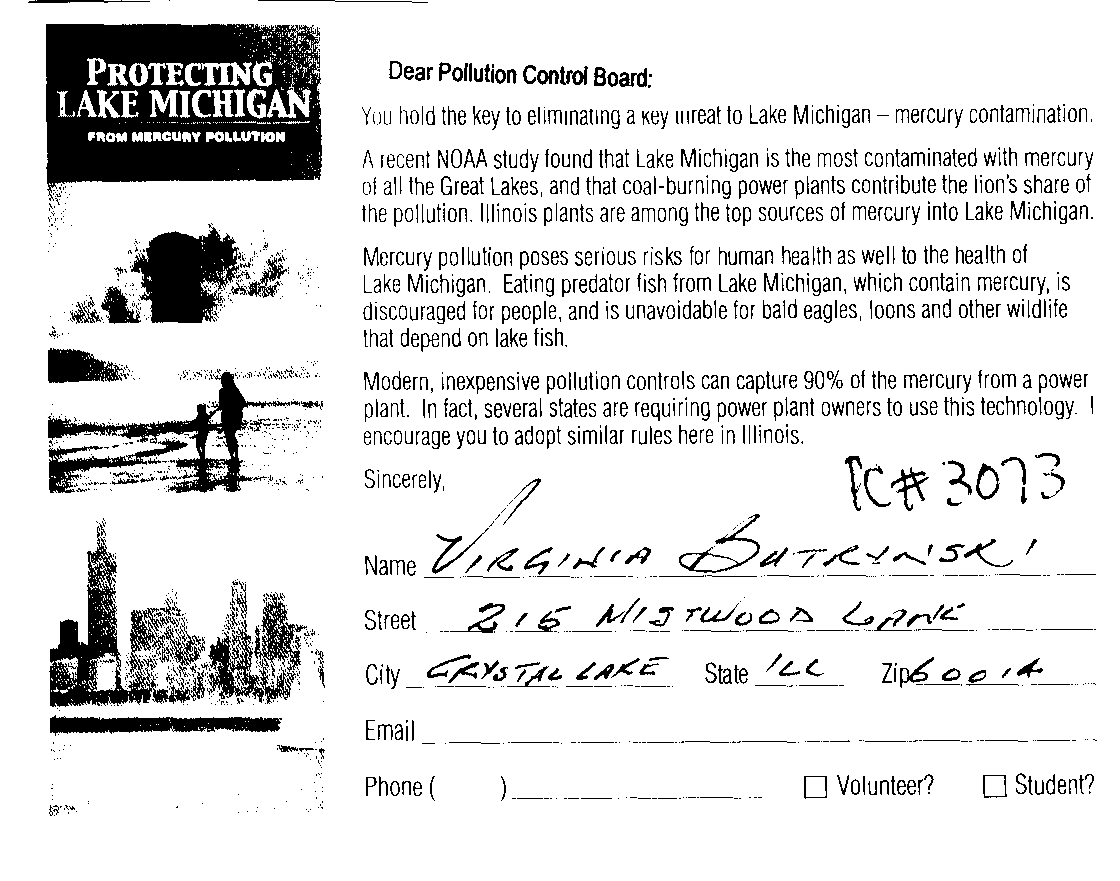 PROTECTING
LAKE MICHIGAN
FROM MERCURY POLLUTION
Dear Pollution Control Board:
You hold the key to eliminating a key threat to Lake Michigan – mercury contamination.
A recent NOAA study found that Lake Michigan is the most contaminated with mercury
of all the Great Lakes, and that coal-burning power plants contribute the lion's share of
the pollution. Illinois plants are among the top sources of mercury into Lake Michigan.
Mercury pollution poses serious risks for human health as well to the health of
Lake Michigan. Eating predator fish from Lake Michigan, which contain mercury, is
discouraged for people, and is unavoidable for bald eagles, loons and other wildlife
that depend on lake fish.
Modern, inexpensive pollution controls can capture 90% of the mercury from a power
plant. In fact, several states are requiring power plant owners to use this technology. I
encourage you to adopt similar rules here in Illinois.
Sincerely,
PC# 3073
Name VIRGINIA BUTRYNSKI
Street 215 MISTWOOD LANE
City CRYSTAL LAKE State ILL Zip 60014
Email
Phone ( )
Volunteer? Student?